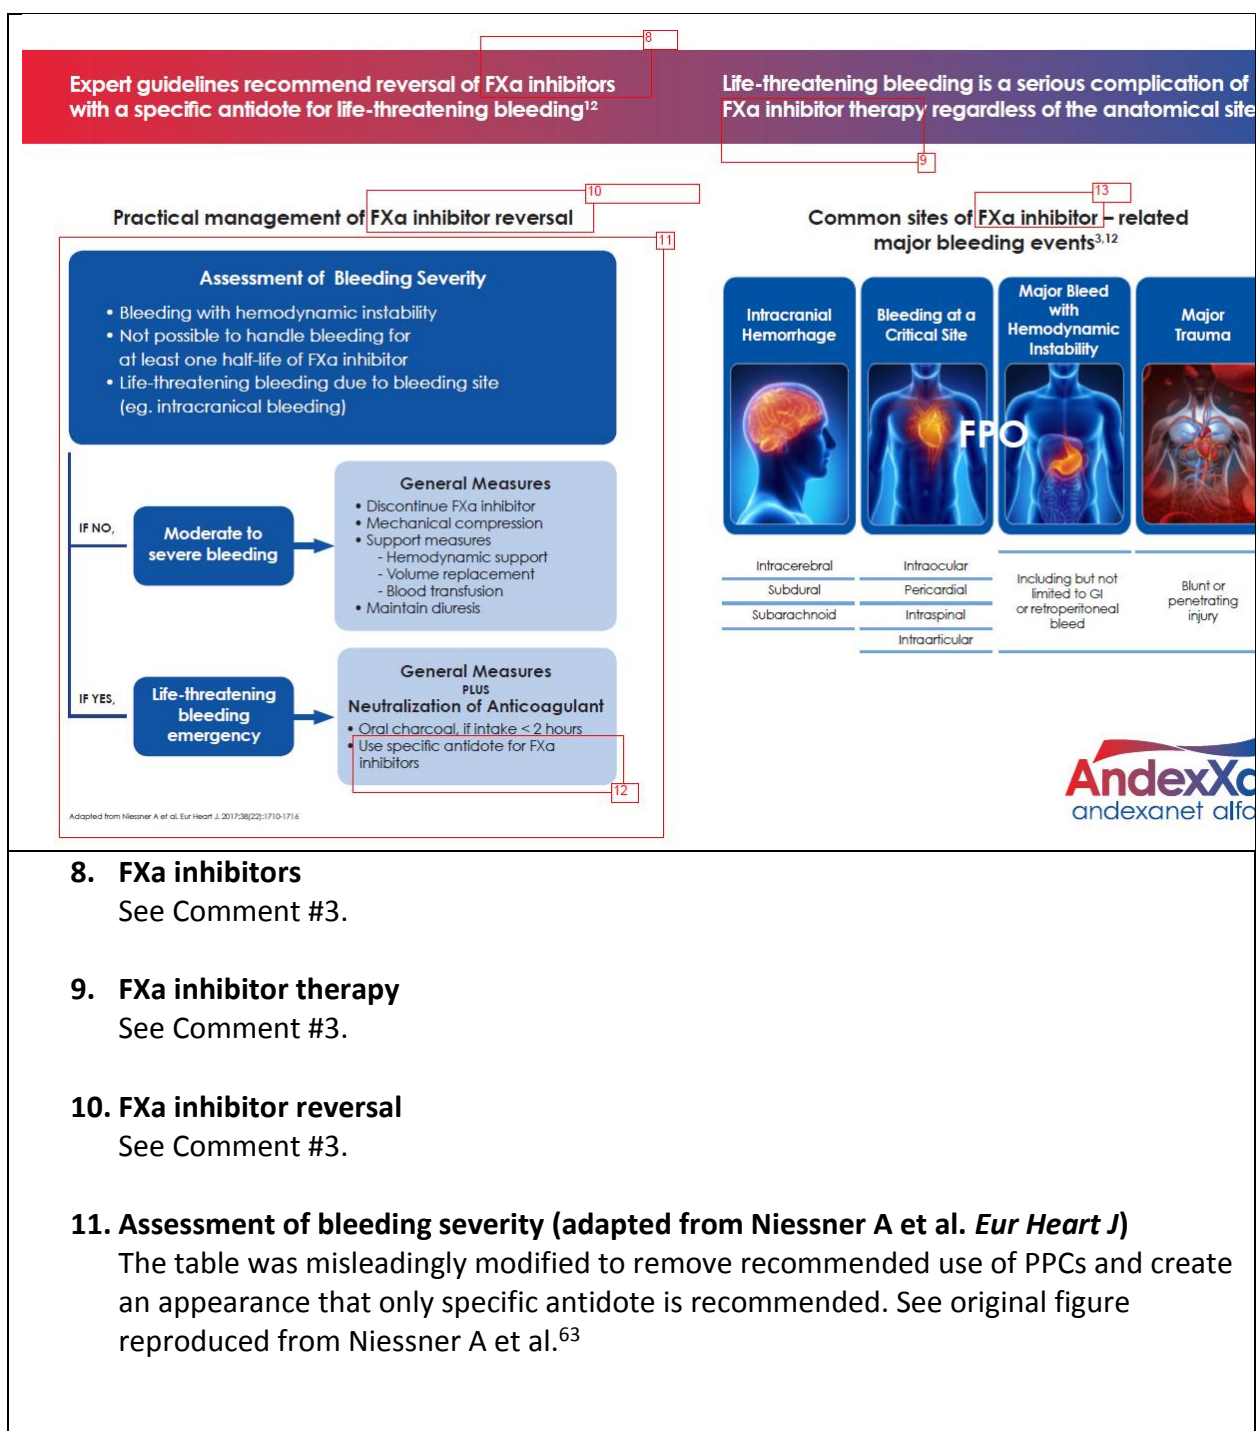 8
Expert guidelines recommend reversal of FXa inhibitors
with a specific antidote for life-threatening bleeding12
Life-threatening bleeding is a serious complication of
FXa inhibitor therapy regardless of the anatomical site
9
10
Practical management of FXa inhibitor reversal
11
Assessment of Bleeding Severity
• Bleeding with hemodynamic instability
• Not possible to handle bleeding for
at least one half-life of FXa inhibitor
• Life-threatening bleeding due to bleeding site
(eg. intracranical bleeding)
IF NO,
Moderate to
severe bleeding
General Measures
• Discontinue FXa inhibitor
• Mechanical compression
• Support measures
- Hemodynamic support
- Volume replacement
- Blood transfusion
• Maintain diuresis
IF YES,
Life-threatening
bleeding
emergency
General Measures
PLUS
Neutralization of Anticoagulant
• Oral charcoal, if intake < 2 hours
• Use specific antidote for FXa
inhibitors
12
Adapted from Niessner A et al. Eur Heart J. 2017;38(22):1710-1716
13
Common sites of FXa inhibitor – related
major bleeding events3,12
Intracranial
Hemorrhage
Bleeding at a
Critical Site
Major Bleed
with
Hemodynamic
Instability
Major
Trauma
FPO
Intracerebral
Subdural
Subarachnoid
Intraocular
Pericardial
Intraspinal
Intraarticular
Including but not
limited to GI
or retroperitoneal
bleed
Blunt or
penetrating
injury
AndexXa
andexanet alfa
8. FXa inhibitors
See Comment #3.
9. FXa inhibitor therapy
See Comment #3.
10. FXa inhibitor reversal
See Comment #3.
11. Assessment of bleeding severity (adapted from Niessner A et al. Eur Heart J)
The table was misleadingly modified to remove recommended use of PPCs and create
an appearance that only specific antidote is recommended. See original figure
reproduced from Niessner A et al.63